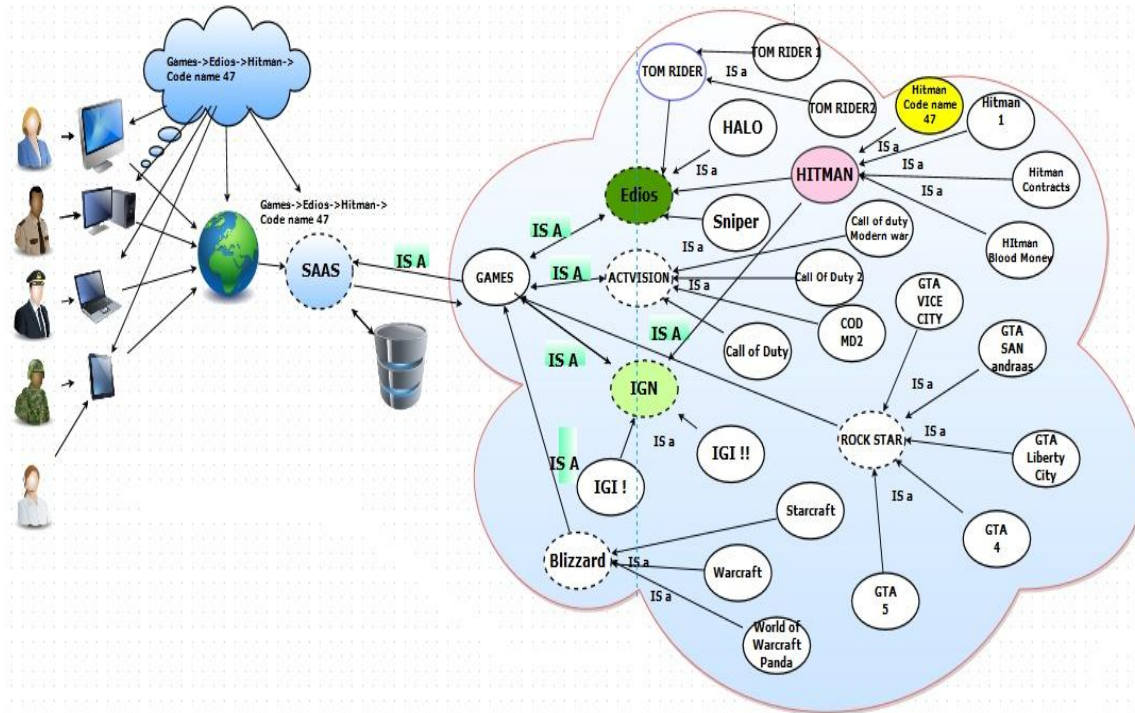 Games->Edios->Hitman->
Code name 47
Games->Edios->Hitman->
Code name 47
SAAS
IS A
GAMES
TOM RIDER
TOM RIDER 1
IS a
TOM RIDER2
HALO
IS a
Edios
IS A
Sniper
HITMAN
Hitman
Code name
47
Hitman
1
IS a
IS a
Hitman
Contracts
HItman
Blood Money
IS A
ACTVISION
IS a
IS a
Call of duty
Modern war
Call Of Duty 2
COD
MD2
Call of Duty
IS A
IS A
IGN
IS a
IGI !
IGI !!
ROCK STAR
GTA
VICE
CITY
GTA
SAN
andraas
IS a
IS a
GTA
Liberty
City
IS a
GTA
4
GTA
5
IS A
Blizzard
IS a
IS a
Starcraft
Warcraft
World of
Warcraft
Panda